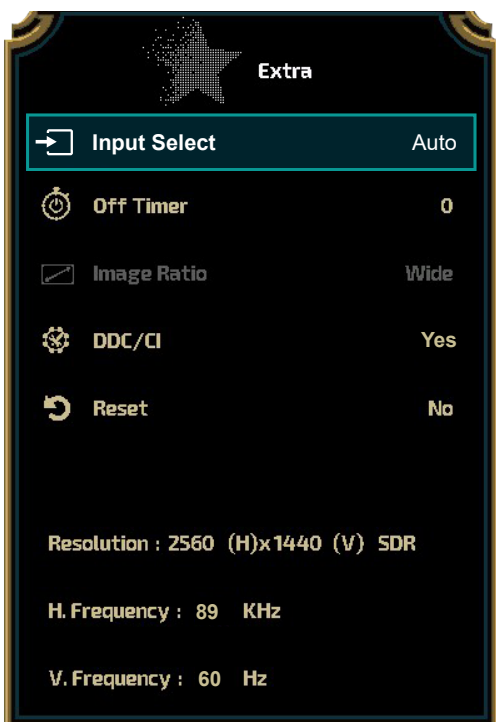 Extra
Input Select Auto
Off Timer 0
Image Ratio Wide
DDC/CI Yes
Reset No
Resolution : 2560 (H)x1440 (V) SDR
H. Frequency : 89 KHz
V. Frequency : 60 Hz